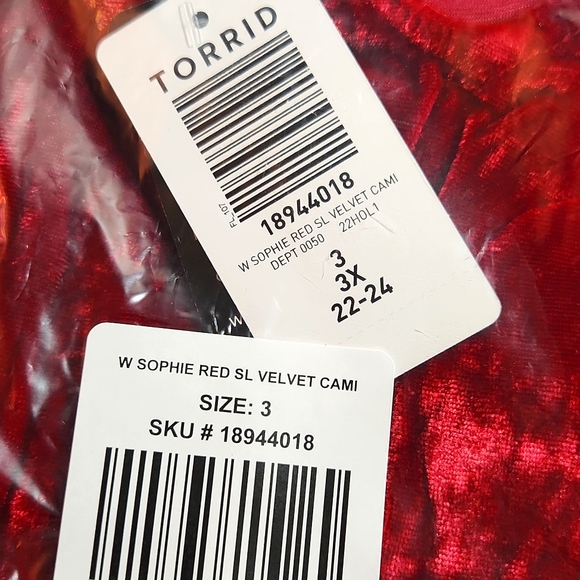 TORRID
FL_107
18944018
W SOPHIE RED SL VELVET CAMI
DEPT 0050 22HOL1
3
3X
22-24
W SOPHIE RED SL VELVET CAMI
SIZE: 3
SKU # 18944018